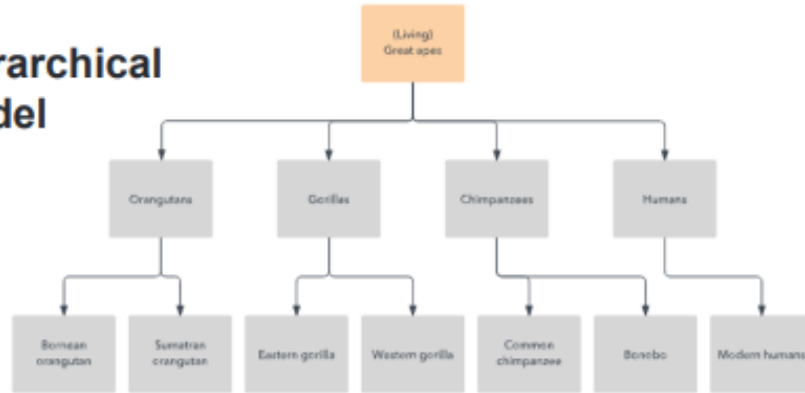 rarchical
del
(Living)
Great apes
Orangutans
Gorillas
Chimpanzees
Humans
Bornean
orangutan
Sumatran
orangutan
Eastern gorilla
Western gorilla
Common
chimpanzee
Bonobo
Modern humans